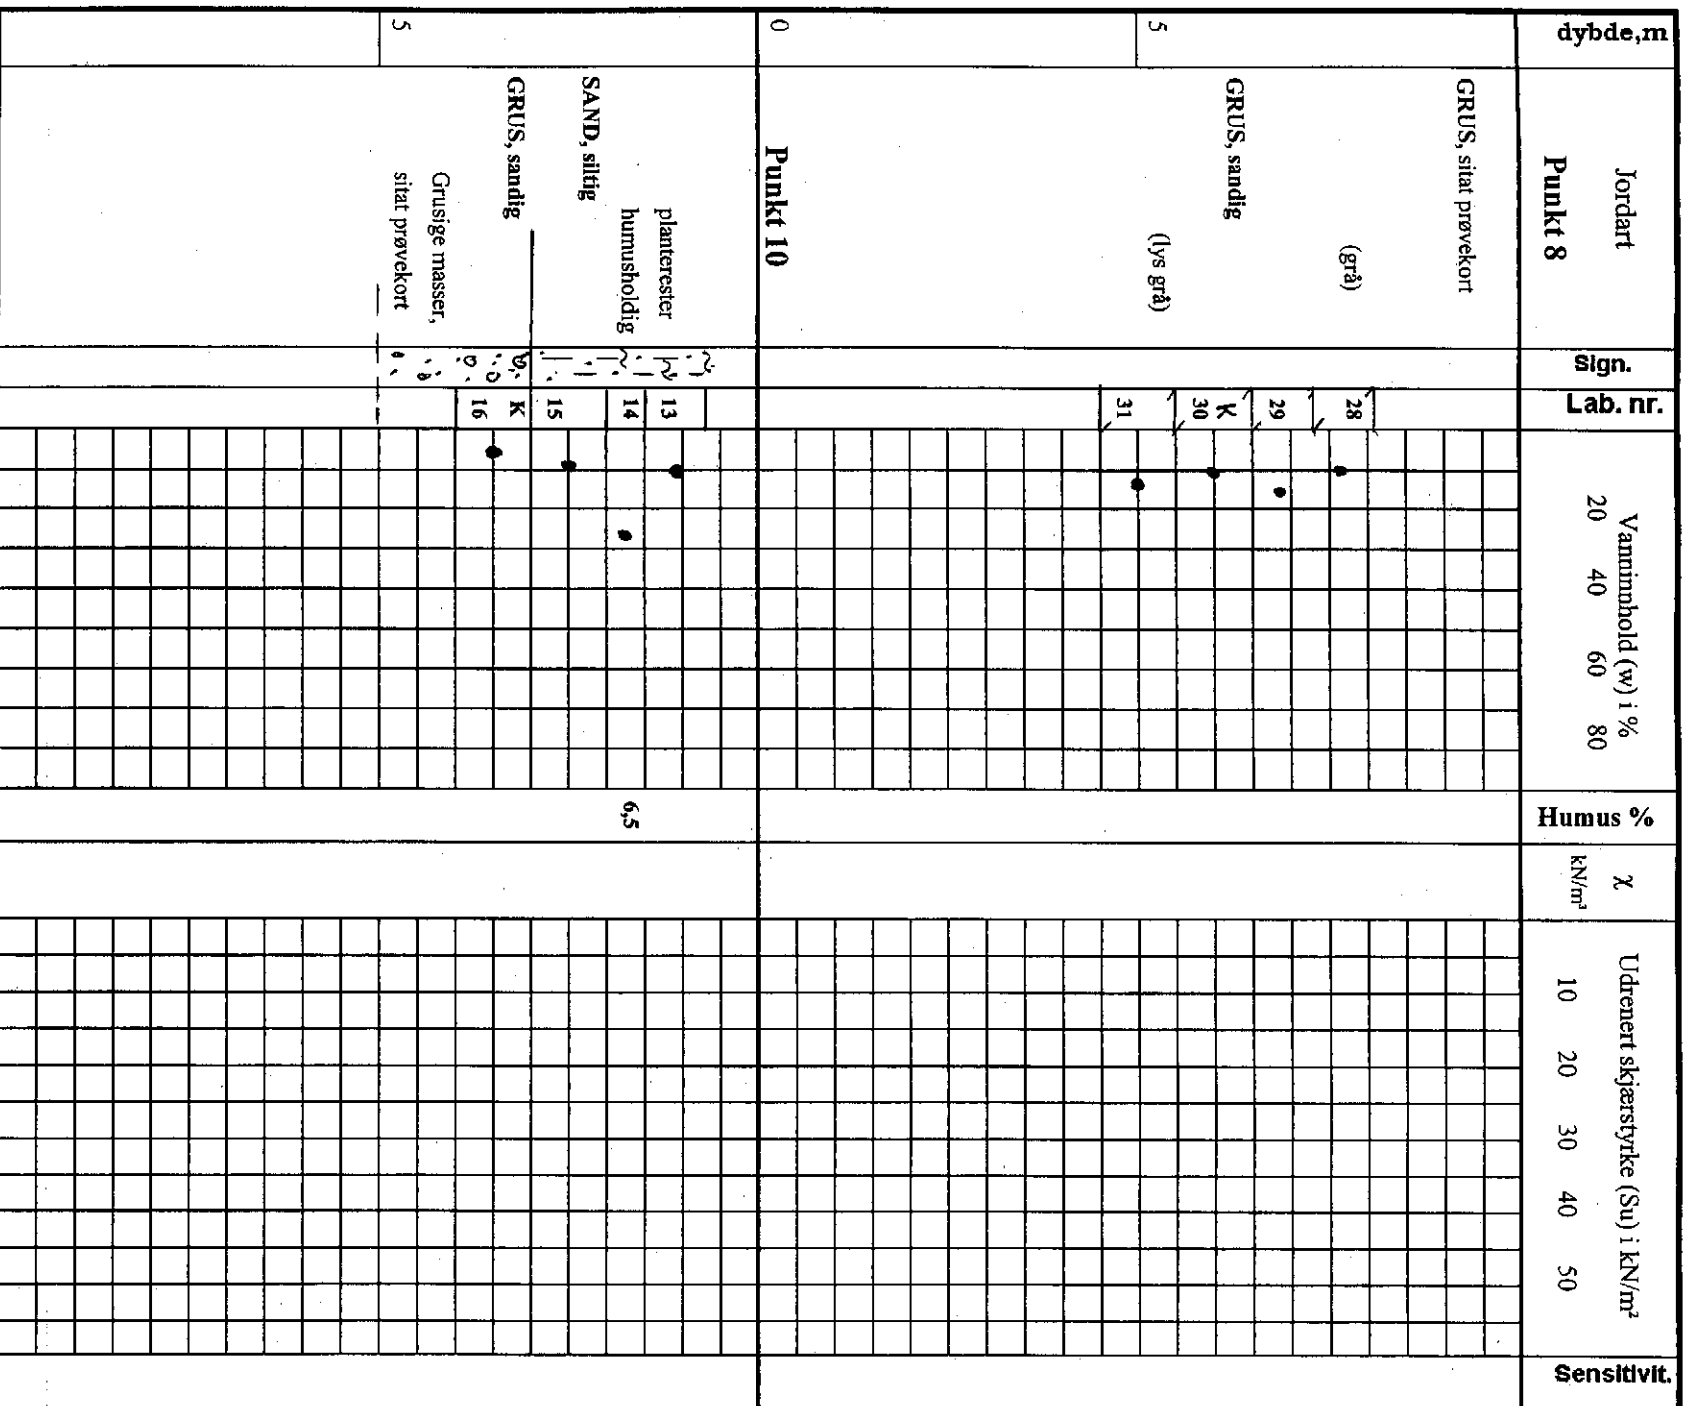 dybde,m
Jordart
Sign.
Lab. nr.
Vanninnhold (w) i %
20 40 60 80
Humus %
χ
kN/m³
Udrenert skjærstyrke (Su) i kN/m²
10 20 30 40 50
Sensitivit.
Punkt 8
GRUS, sitat prøvekort
(grå)
28
29
GRUS, sandig
K
30
(lys grå)
5
31
0
Punkt 10
planterester
13
humusholdig
14
6,5
SAND, siltig
15
GRUS, sandig
K
16
Grusige masser,
sitat prøvekort
5